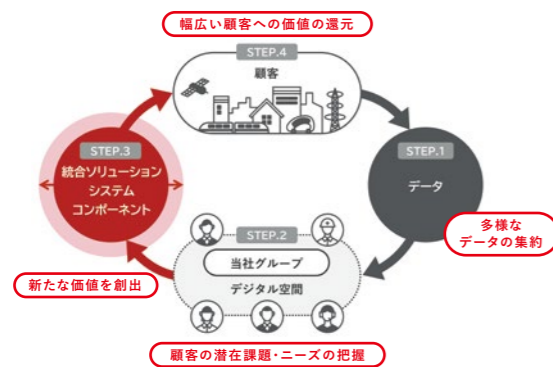 幅広い顧客への価値の還元
STEP.4
顧客
STEP.1
データ
多様な
データの集約
STEP.2
当社グループ
デジタル空間
顧客の潜在課題・ニーズの把握
STEP.3
統合ソリューション
システム
コンポーネント
新たな価値を創出